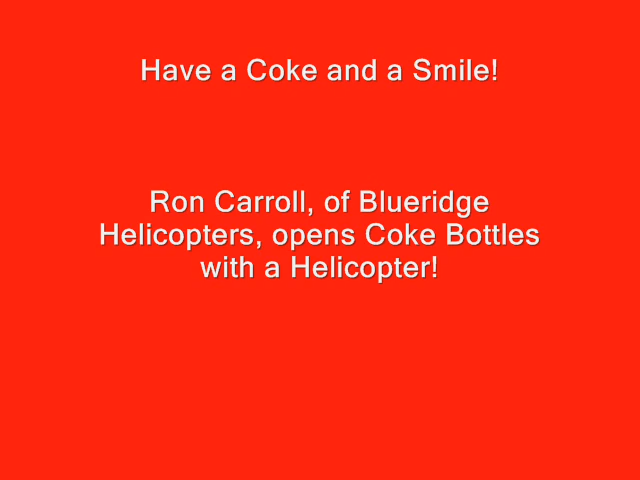 Have a Coke and a Smile!
Ron Carroll, of Blueridge
Helicopters, opens Coke Bottles
with a Helicopter!